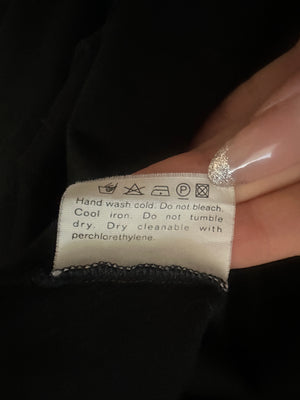 P
Hand wash cold. Do not bleach.
Cool iron. Do not tumble
dry. Dry cleanable with
perchlorethylene.